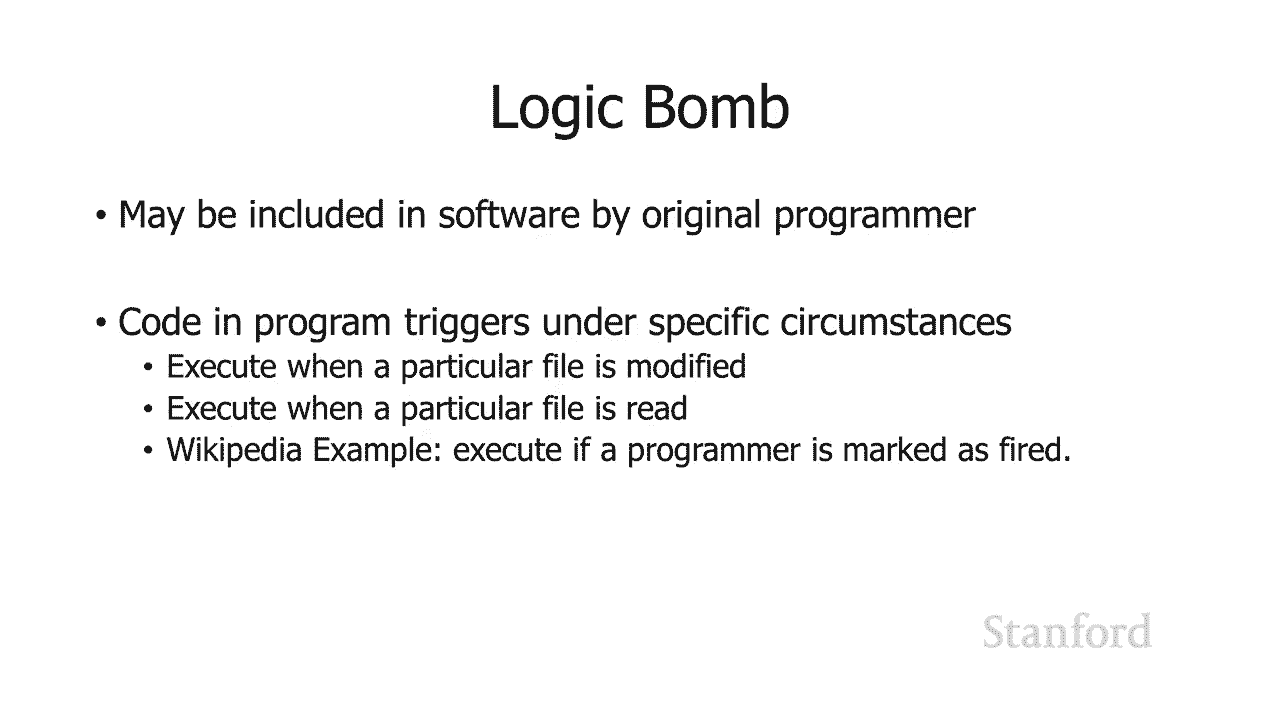 Logic Bomb
• May be included in software by original programmer
• Code in program triggers under specific circumstances
• Execute when a particular file is modified
• Execute when a particular file is read
• Wikipedia Example: execute if a programmer is marked as fired.
Stanford